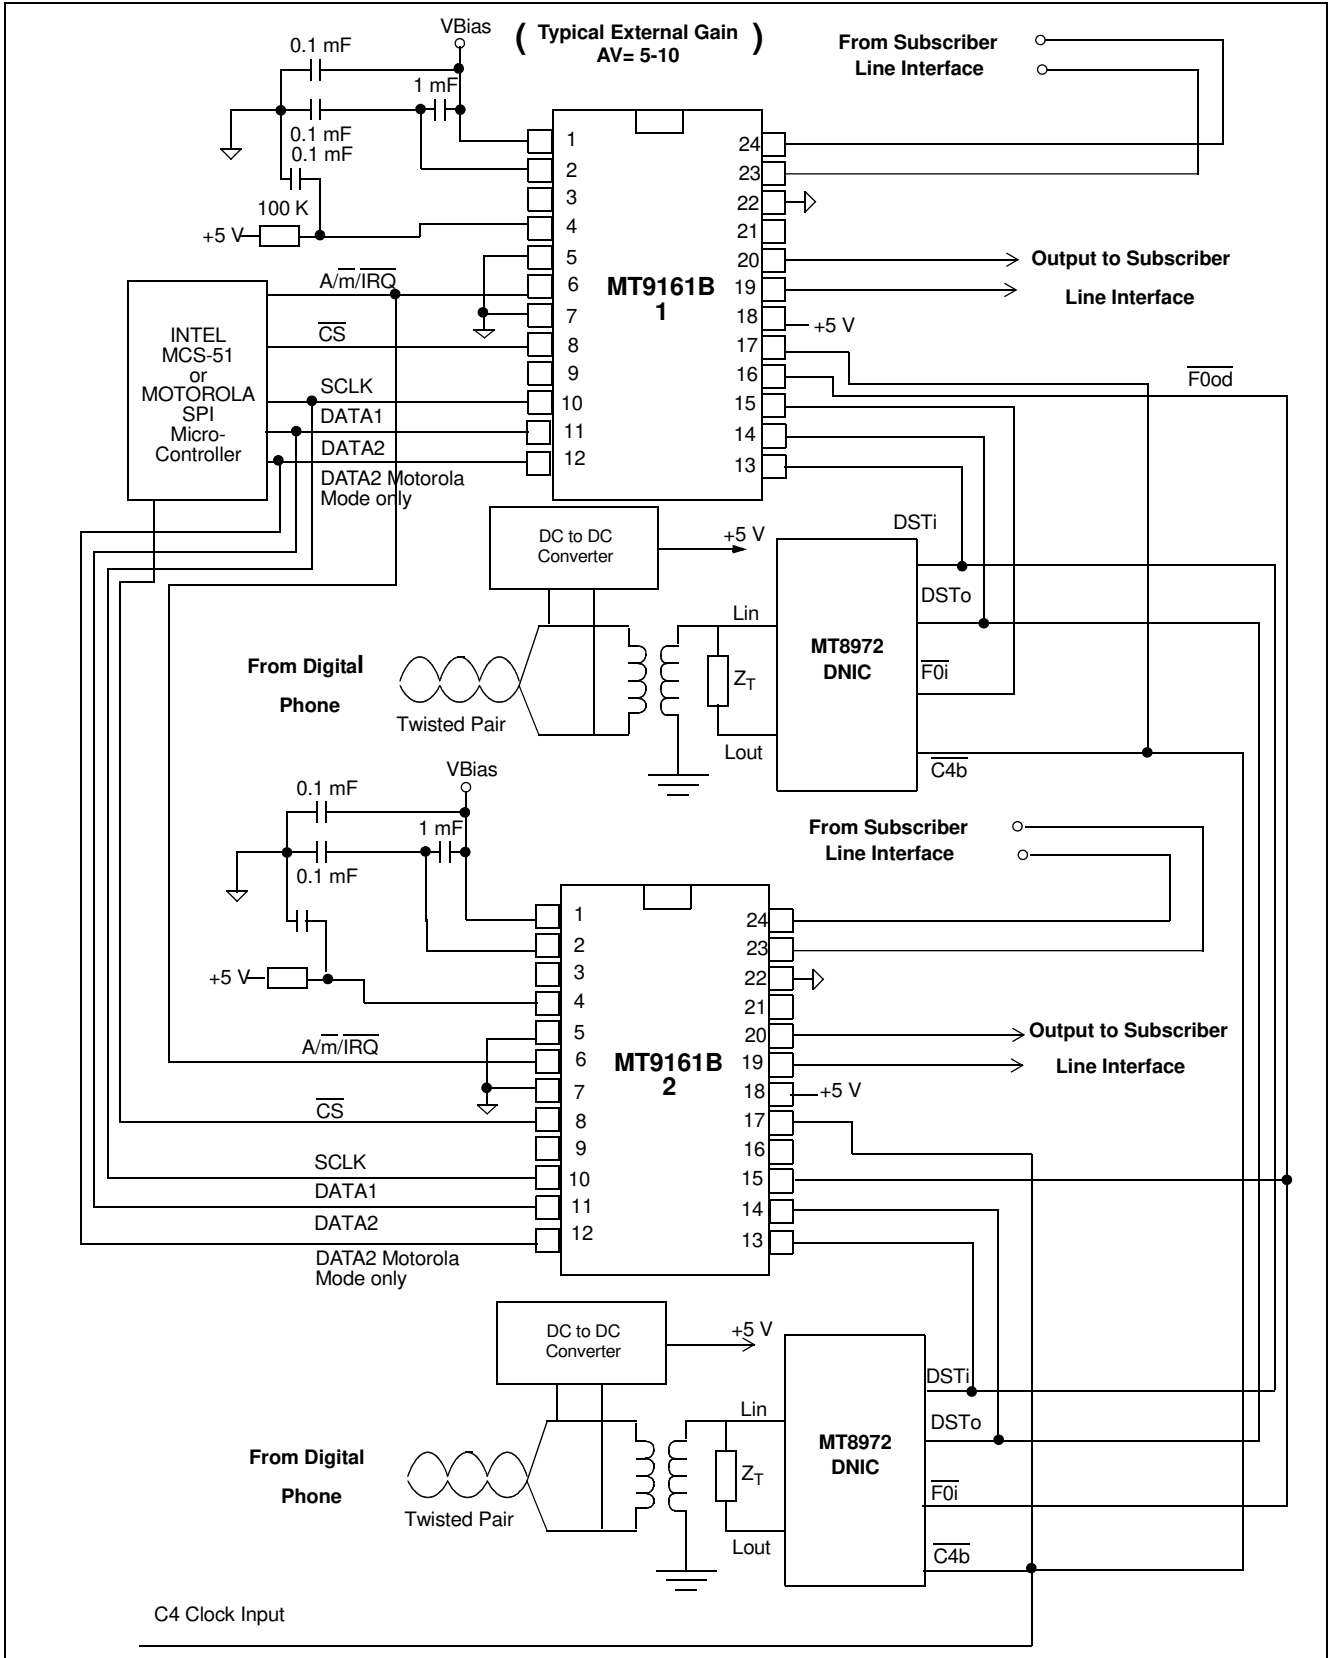 VBias
( Typical External Gain )
AV= 5-10
0.1 mF
1 mF
0.1 mF
0.1 mF
100 K
+5 V
From Subscriber
Line Interface
1
2
3
4
5
6
7
8
9
10
11
12
MT9161B
1
24
23
22
21
20
19
18
17
16
15
14
13
+5 V
Output to Subscriber
Line Interface
F0od
INTEL
MCS-51
or
MOTOROLA
SPI
Micro-
Controller
A/m/IRQ
CS
SCLK
DATA1
DATA2
DATA2 Motorola
Mode only
DC to DC
Converter
+5 V
From Digital
Phone
Twisted Pair
Lin
ZT
Lout
MT8972
DNIC
DSTi
DSTo
F0i
C4b
VBias
0.1 mF
1 mF
0.1 mF
+5 V
From Subscriber
Line Interface
1
2
3
4
5
6
7
8
9
10
11
12
MT9161B
2
24
23
22
21
20
19
18
17
16
15
14
13
+5 V
Output to Subscriber
Line Interface
A/m/IRQ
CS
SCLK
DATA1
DATA2
DATA2 Motorola
Mode only
DC to DC
Converter
+5 V
From Digital
Phone
Twisted Pair
Lin
ZT
Lout
MT8972
DNIC
DSTi
DSTo
F0i
C4b
C4 Clock Input